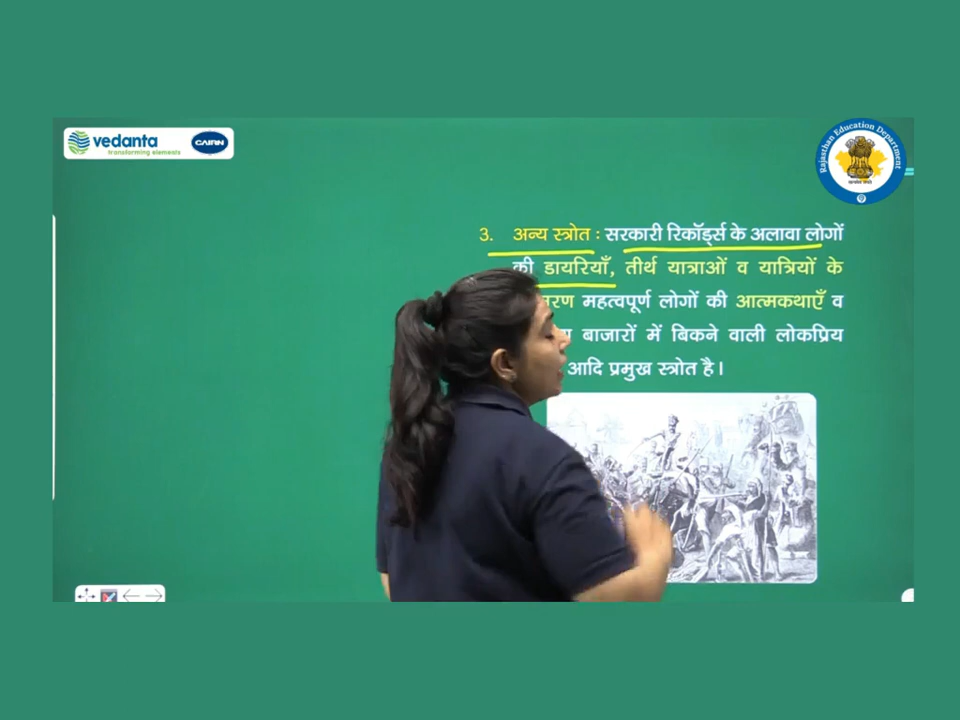 vedanta
transforming elements
CAIRN
Rajasthan Education Department
3. अन्य स्त्रोत : सरकारी रिकॉर्ड्स के अलावा लोगों
की डायरियाँ, तीर्थ यात्राओं व यात्रियों के
महत्वपूर्ण लोगों की आत्मकथाएँ व
बाजारों में बिकने वाली लोकप्रिय
आदि प्रमुख स्त्रोत है।